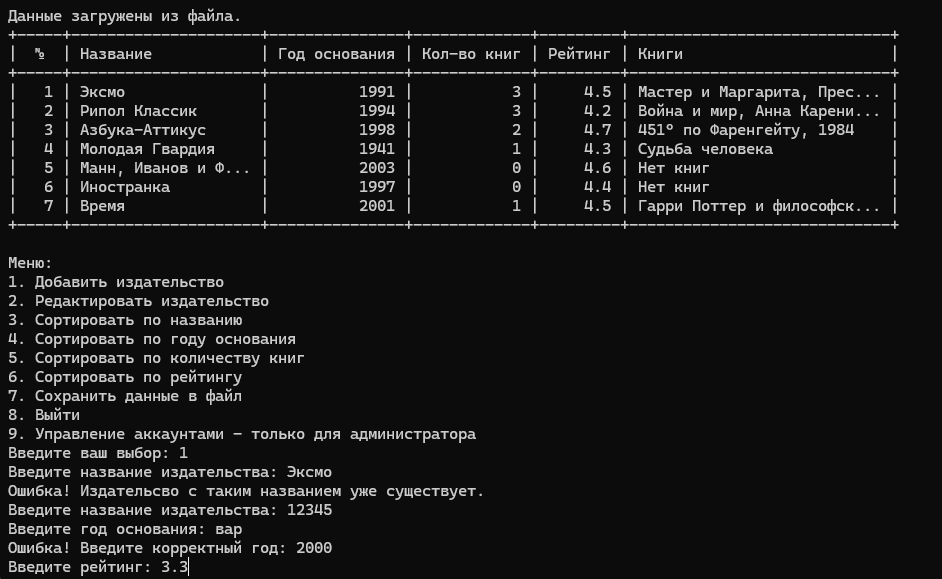 Данные загружены из файла.
+-----+---------------------+---------------+-------------+---------+-----------------------------+
|  №  | Название            | Год основания | Кол-во книг | Рейтинг | Книги                       |
+-----+---------------------+---------------+-------------+---------+-----------------------------+
|   1 | Эксмо               |          1991 |           3 |     4.5 | Мастер и Маргарита, Прес... |
|   2 | Рипол Классик       |          1994 |           3 |     4.2 | Война и мир, Анна Карени... |
|   3 | Азбука-Аттикус      |          1998 |           2 |     4.7 | 451° по Фаренгейту, 1984    |
|   4 | Молодая Гвардия     |          1941 |           1 |     4.3 | Судьба человека             |
|   5 | Манн, Иванов и Ф... |          2003 |           0 |     4.6 | Нет книг                    |
|   6 | Иностранка          |          1997 |           0 |     4.4 | Нет книг                    |
|   7 | Время               |          2001 |           1 |     4.5 | Гарри Поттер и философск... |
+-----+---------------------+---------------+-------------+---------+-----------------------------+
Меню:
1. Добавить издательство
2. Редактировать издательство
3. Сортировать по названию
4. Сортировать по году основания
5. Сортировать по количеству книг
6. Сортировать по рейтингу
7. Сохранить данные в файл
8. Выйти
9. Управление аккаунтами – только для администратора
Введите ваш выбор: 1
Введите название издательства: Эксмо
Ошибка! Издательсво с таким названием уже существует.
Введите название издательства: 12345
Введите год основания: вар
Ошибка! Введите корректный год: 2000
Введите рейтинг: 3.3